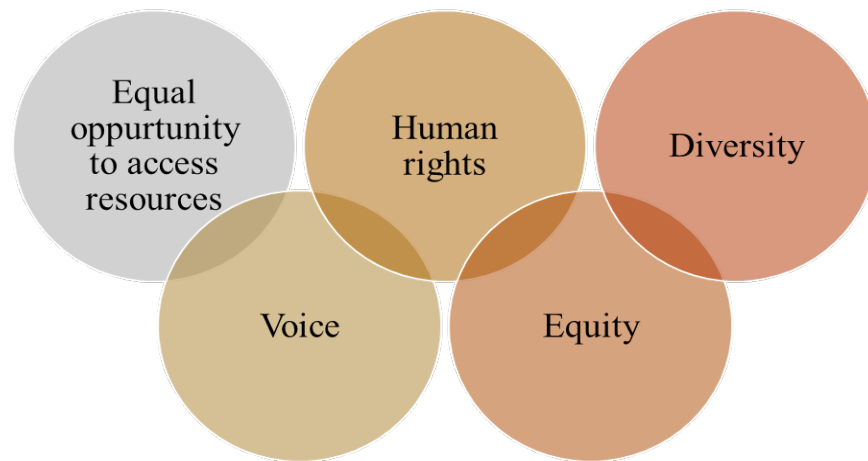 Equal
oppurtunity
to access
resources
Human
rights
Diversity
Voice
Equity